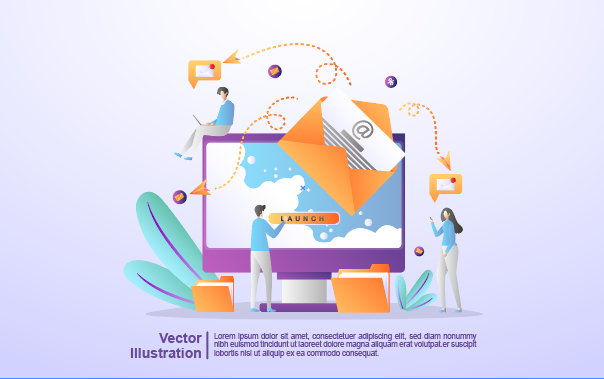 @
LAUNCH
Vector
Illustration
Lorem ipsum dolor sit amet, consectetuer adipiscing elit, sed diam nonummy
nibh euismod tincidunt ut laoreet dolore magna aliquam erat volutpat.er suscipit
lobortis nisl ut aliquip ex ea commodo consequat.